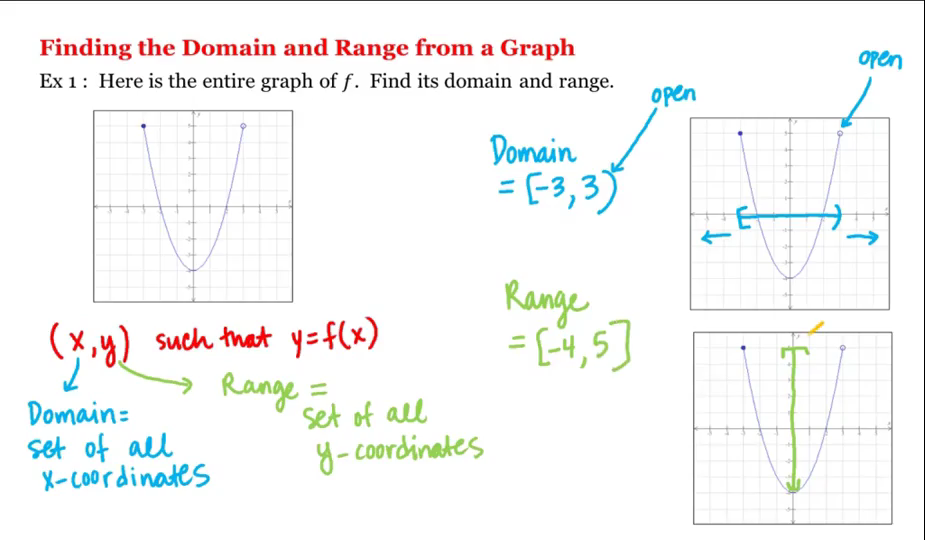 Finding the Domain and Range from a Graph
Ex 1 : Here is the entire graph of f. Find its domain and range.
open
open
Domain
= [-3, 3)
Range
= [-4, 5]
(x, y) such that y = f(x)
Domain =
set of all
x-coordinates
Range =
set of all
y-coordinates